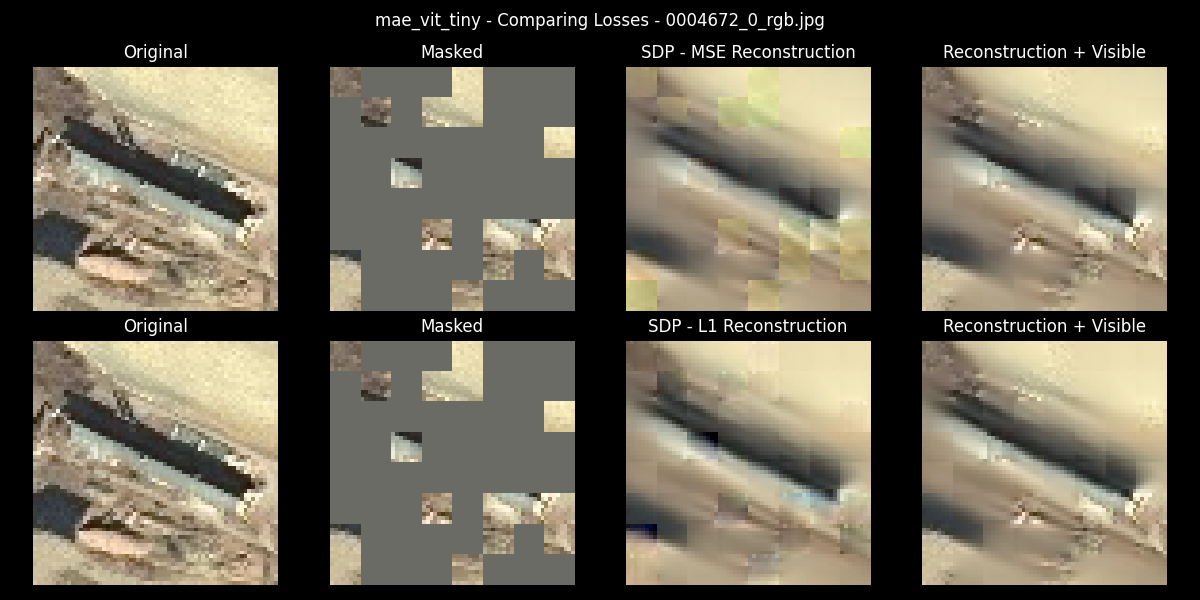 mae_vit_tiny - Comparing Losses - 0004672_0_rgb.jpg
Original
Masked
SDP - MSE Reconstruction
Reconstruction + Visible
Original
Masked
SDP - L1 Reconstruction
Reconstruction + Visible